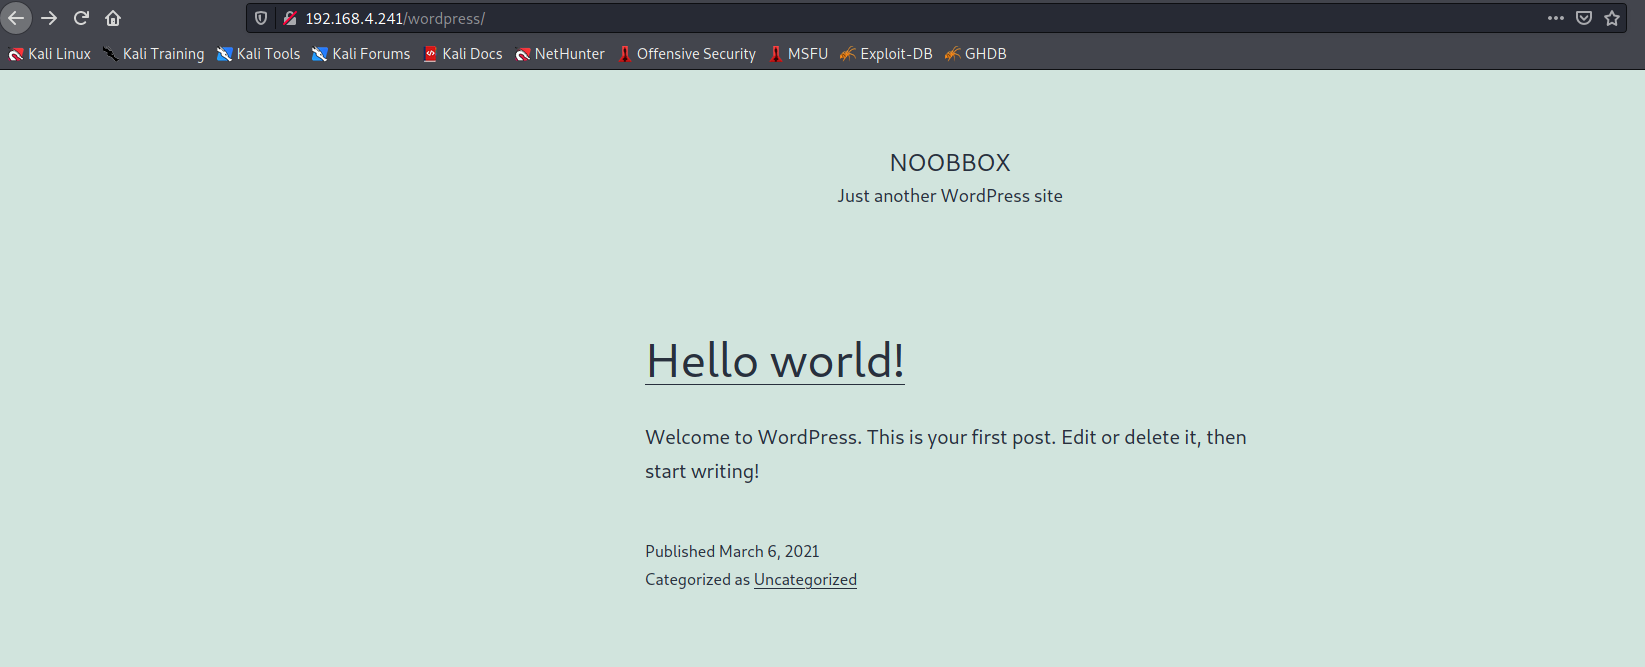 192.168.4.241/wordpress/
Kali Linux Kali Training Kali Tools Kali Forums Kali Docs NetHunter Offensive Security MSFU Exploit-DB GHDB
NOOBBOX
Just another WordPress site
Hello world!
Welcome to WordPress. This is your first post. Edit or delete it, then
start writing!
Published March 6, 2021
Categorized as Uncategorized